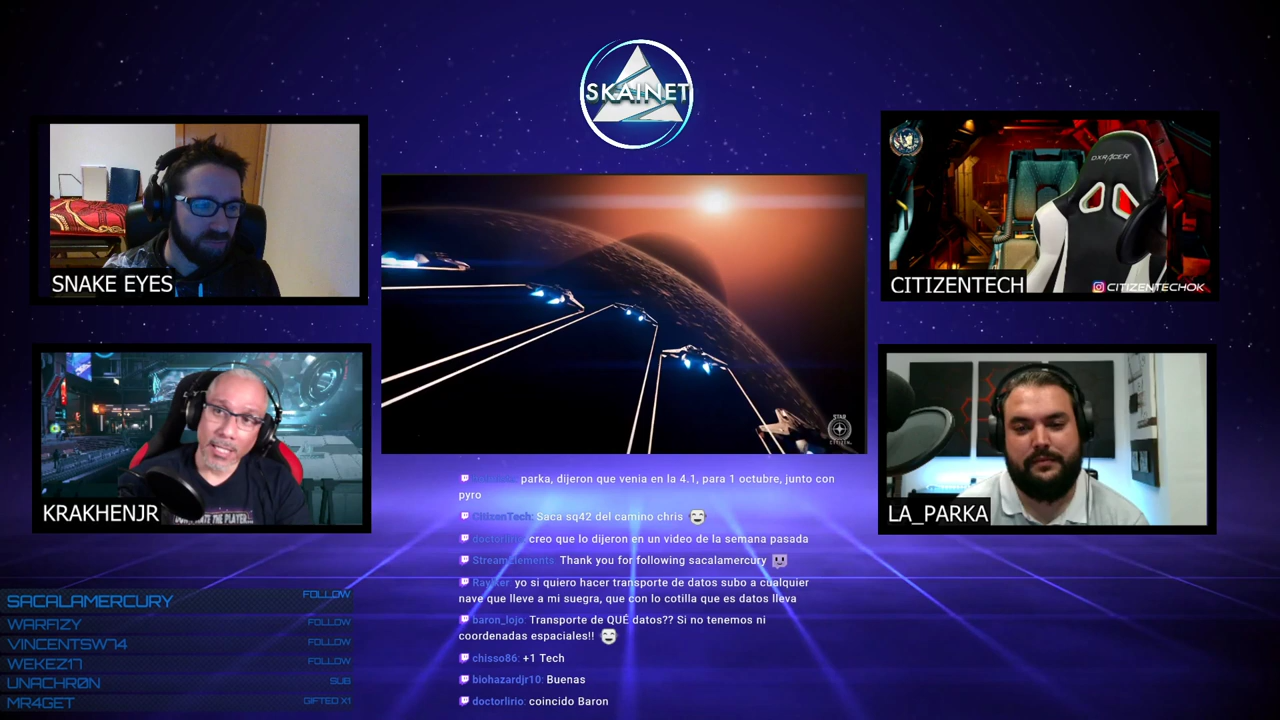 SKAINET
SNAKE EYES
DXRACER
CITIZENTECH
CITIZENTECHOK
STAR
CITIZEN
KRAKHENJR
LA_PARKA
parka, dijeron que venia en la 4.1, para 1 octubre, junto con
pyro
CitizenTech: Saca sq42 del camino chris
doctorlirio: creo que lo dijeron en un video de la semana pasada
StreamElements: Thank you for following sacalamercury
yo si quiero hacer transporte de datos subo a cualquier
nave que lleve a mi suegra, que con lo cotilla que es datos lleva
baron_lojo: Transporte de QUÉ datos?? Si no tenemos ni
coordenadas espaciales!!
chisso86: +1 Tech
biohazardjr10: Buenas
doctorlirio: coincido Baron
SACALAMERCURY FOLLOW
WARFIZY FOLLOW
VINCENTSW74 FOLLOW
WEKEZ17 FOLLOW
UNACHR0N SUB
MR4GET GIFTED X1